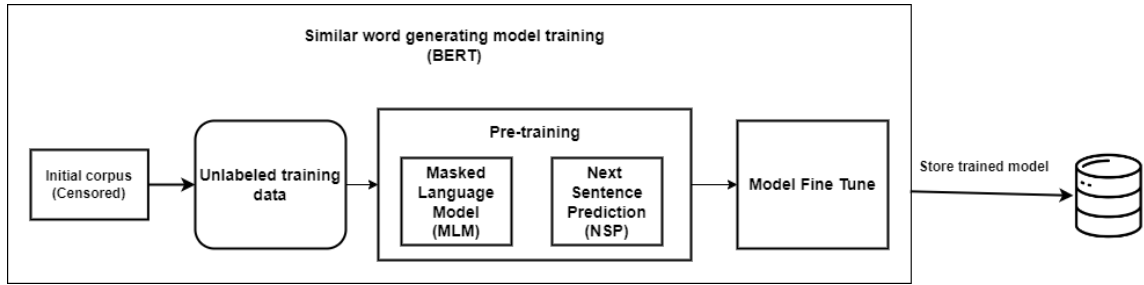 Similar word generating model training
(BERT)
Initial corpus
(Censored)
Unlabeled training
data
Pre-training
Masked
Language
Model
(MLM)
Next
Sentence
Prediction
(NSP)
Model Fine Tune
Store trained model